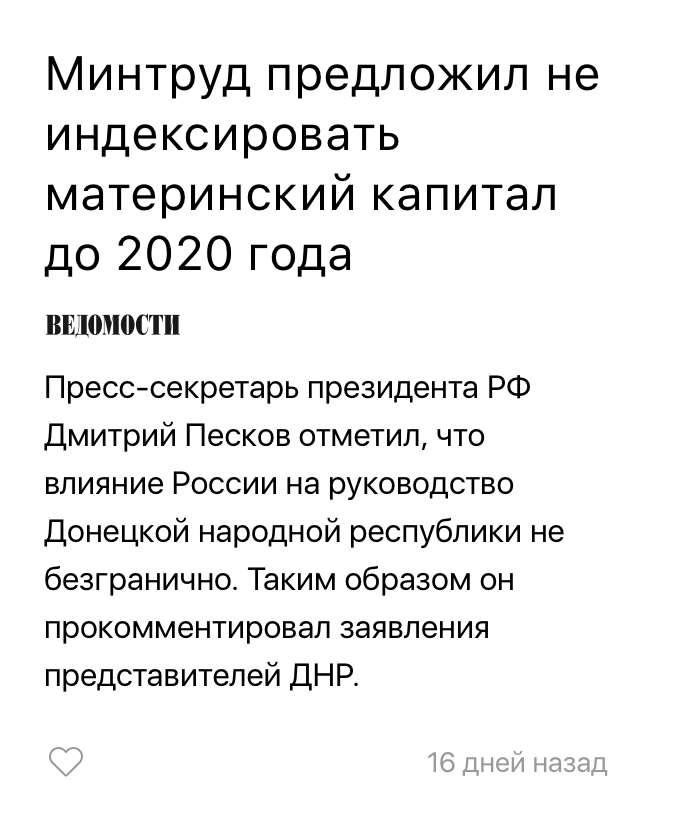 Минтруд предложил не
индексировать
материнский капитал
до 2020 года
ВЕДОМОСТИ
Пресс-секретарь президента РФ
Дмитрий Песков отметил, что
влияние России на руководство
Донецкой народной республики не
безгранично. Таким образом он
прокомментировал заявления
представителей ДНР.
16 дней назад